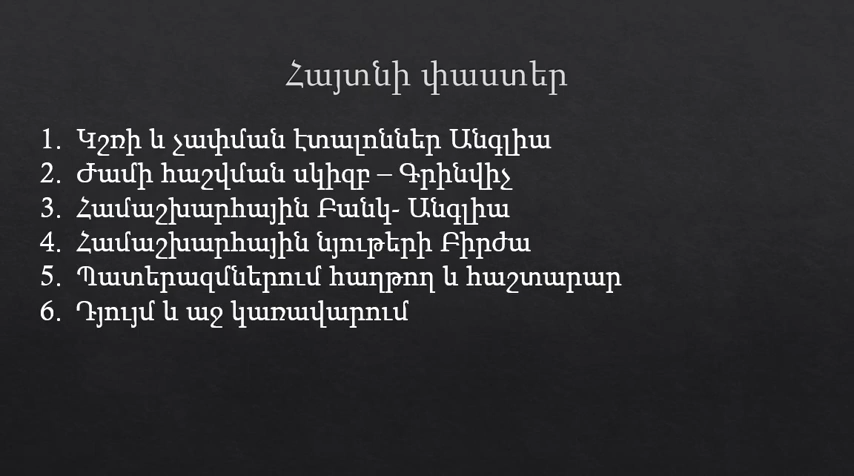 Հայտնի փաստեր
1. Կշռի և չափման Էտալոններ Անգլիա
2. Ժամի հաշվման սկիզբ – Գրինվիչ
3. Համաշխարհային Բանկ- Անգլիա
4. Համաշխարհային նյութերի Բիրժա
5. Պատերազմներում հաղթող և հաշտարար
6. Դյույմ և աջ կառավարում